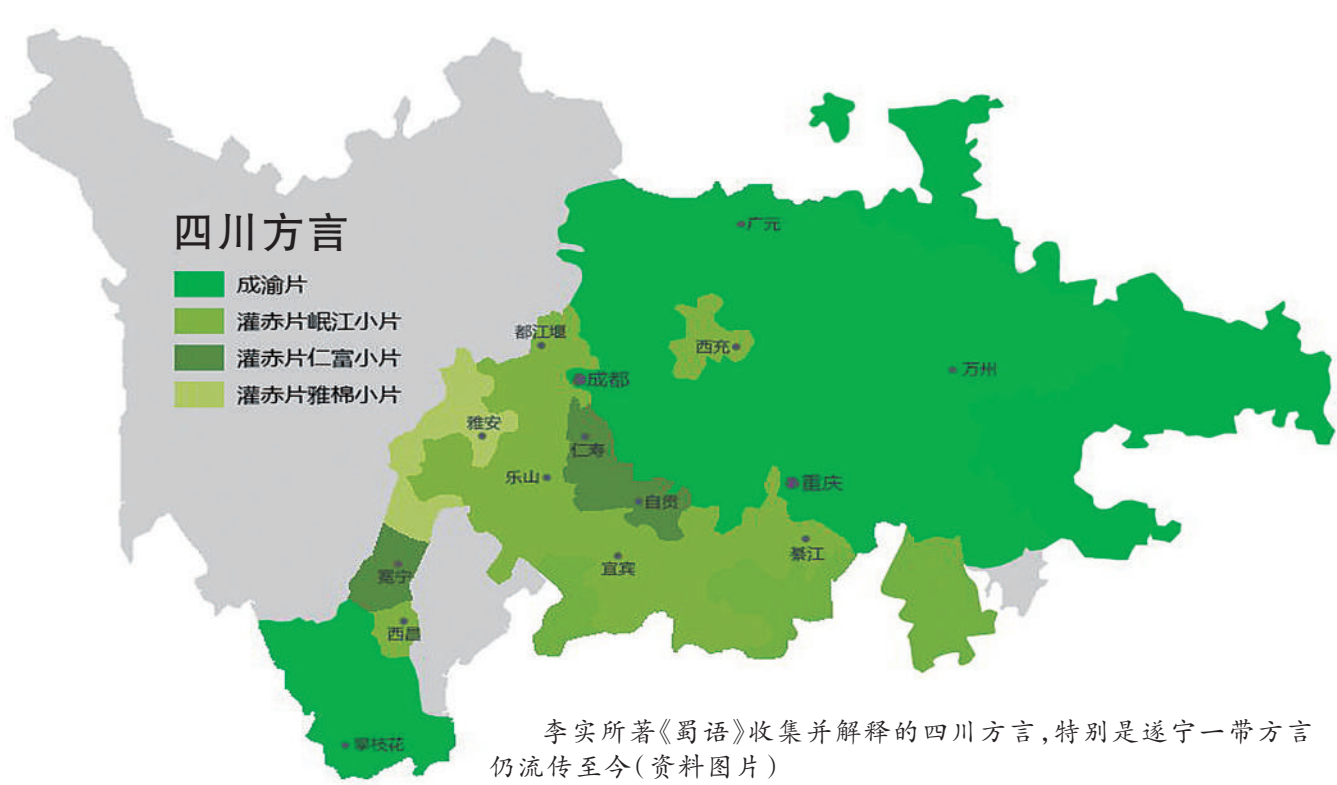 四川方言
成渝片
灌赤片岷江小片
灌赤片仁富小片
灌赤片雅棉小片
广元
都江堰
西充
成都
万州
雅安
仁寿
乐山
重庆
自贡
綦江
宜宾
冕宁
西昌
攀枝花
李实所著《蜀语》收集并解释的四川方言,特别是遂宁一带方言
仍流传至今(资料图片)